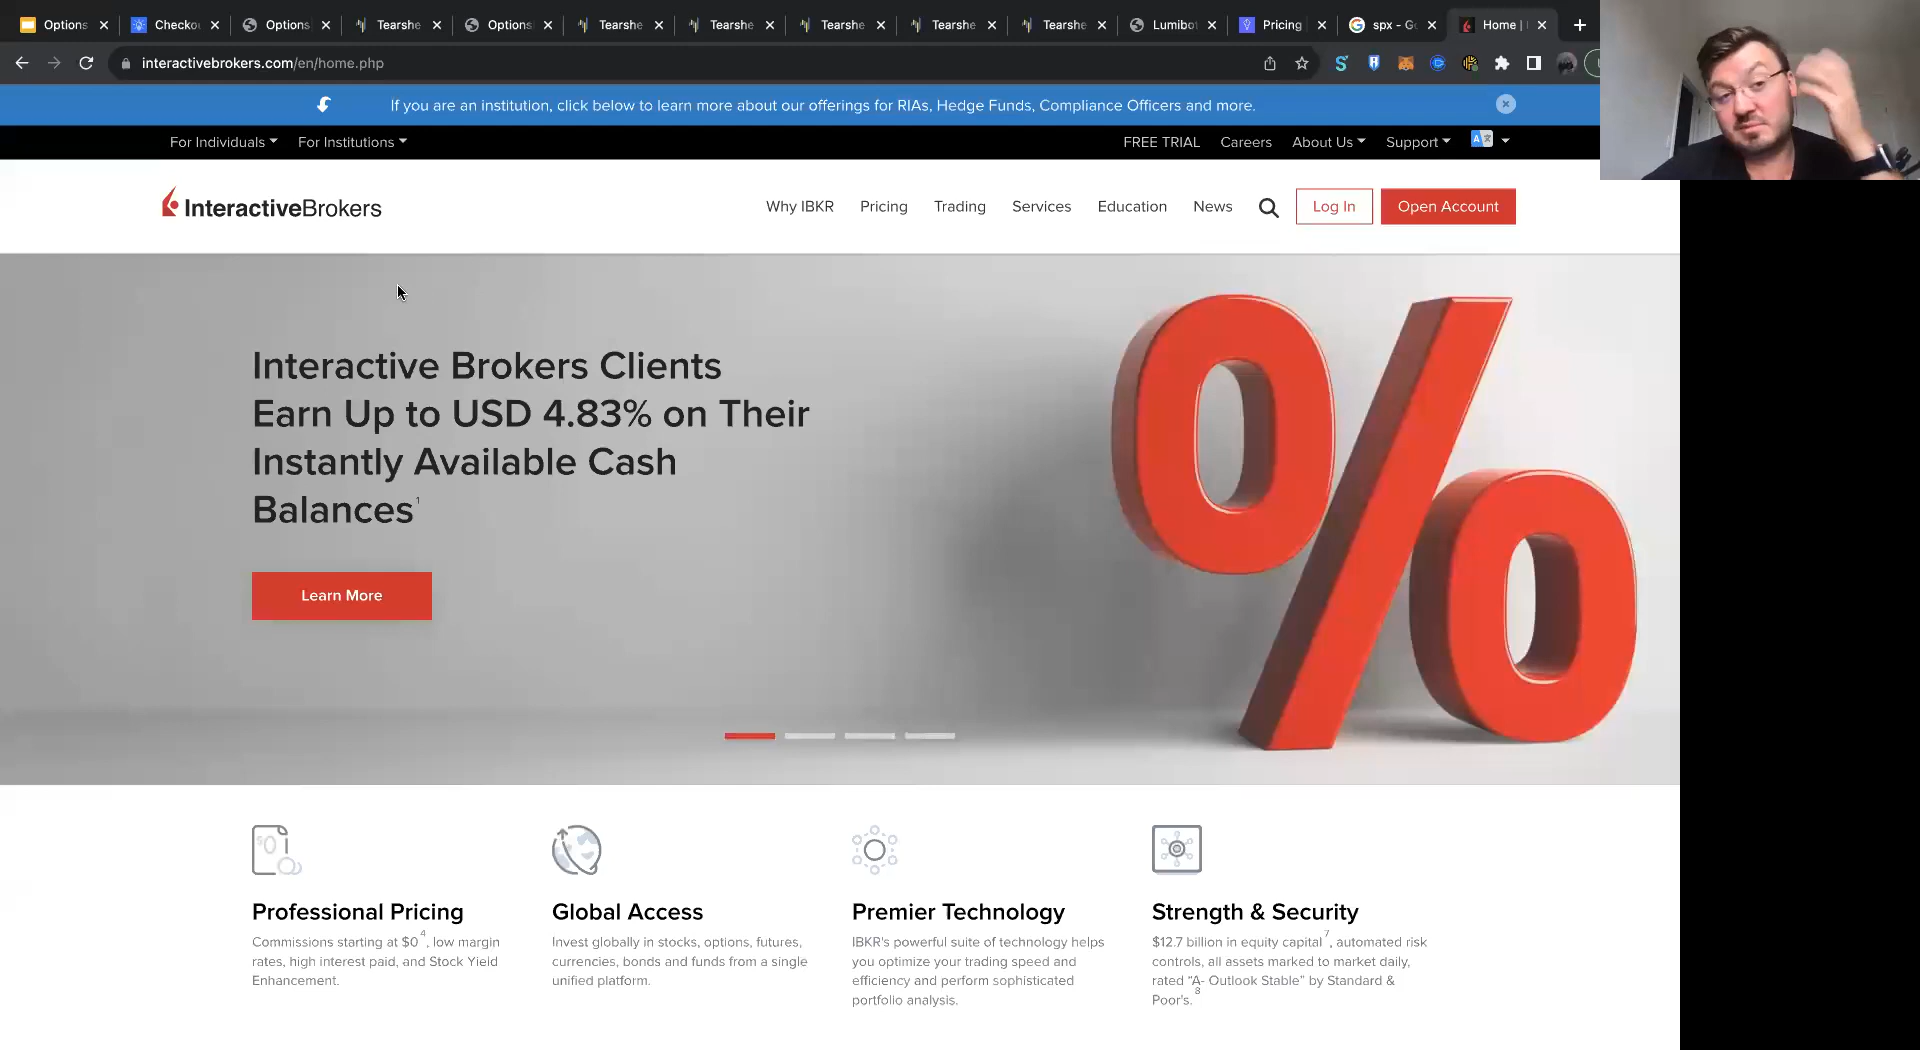 Options
Checko
Options
Tearshe
Options
Tearshe
Tearshe
Tearshe
Tearshe
Tearshe
Lumibo
Pricing
spx - Go
Home |
interactivebrokers.com/en/home.php
If you are an institution, click below to learn more about our offerings for RIAs, Hedge Funds, Compliance Officers and more.
For Individuals For Institutions FREE TRIAL Careers About Us Support
InteractiveBrokers Why IBKR Pricing Trading Services Education News Log In Open Account
Interactive Brokers Clients
Earn Up to USD 4.83% on Their
Instantly Available Cash
Balances¹
Learn More
Professional Pricing
Commissions starting at $0⁴, low margin
rates, high interest paid, and Stock Yield
Enhancement.
Global Access
Invest globally in stocks, options, futures,
currencies, bonds and funds from a single
unified platform.
Premier Technology
IBKR's powerful suite of technology helps
you optimize your trading speed and
efficiency and perform sophisticated
portfolio analysis.
Strength & Security
$12.7 billion in equity capital⁷, automated risk
controls, all assets marked to market daily,
rated “A- Outlook Stable” by Standard &
Poor's.⁸